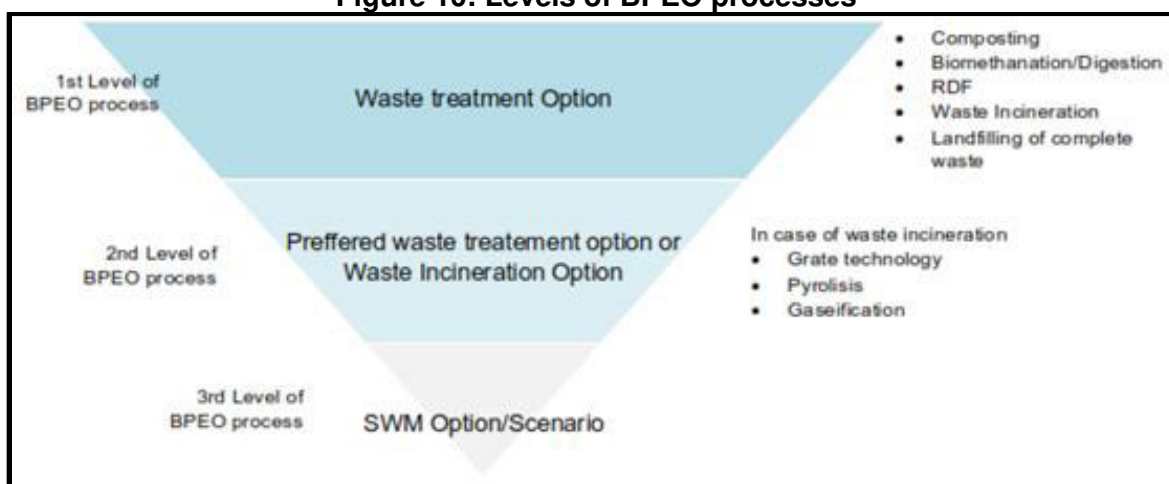 Figure 10: Levels of BPEO processes
1st Level of
BPEO process
Waste treatment Option
• Composting
• Biomethanation/Digestion
• RDF
• Waste Incineration
• Landfilling of complete
waste
2nd Level of
BPEO process
Preffered waste treatement option or
Waste Incineration Option
In case of waste incineration
• Grate technology
• Pyrolisis
• Gaseification
3rd Level of
BPEO process
SWM Option/Scenario